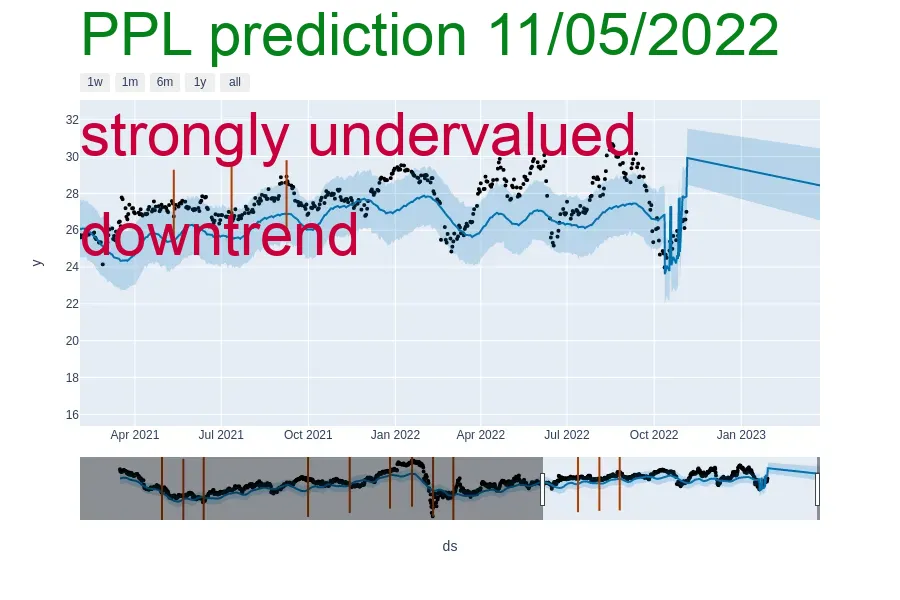 PPL prediction 11/05/2022
1w 1m 6m 1y all
strongly undervalued
downtrend
32
30
28
26
24
22
20
18
16
y
Apr 2021 Jul 2021 Oct 2021 Jan 2022 Apr 2022 Jul 2022 Oct 2022 Jan 2023
ds